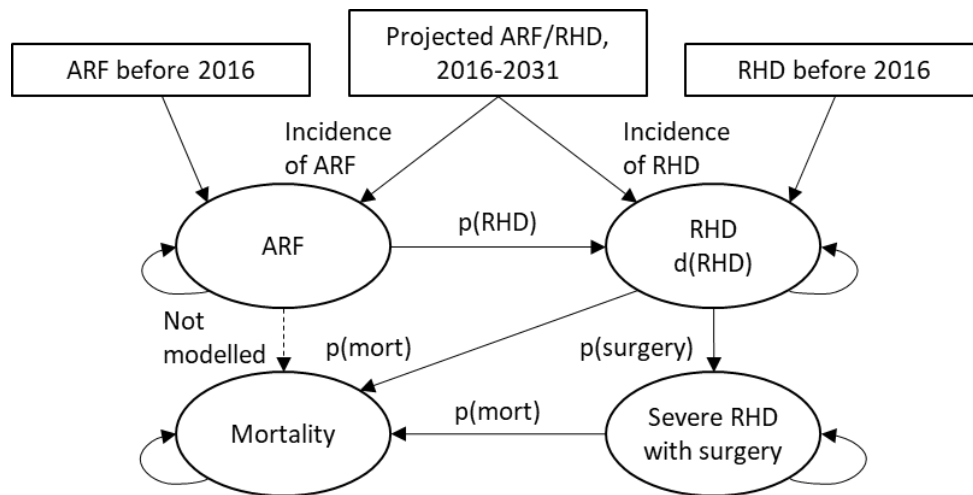 ARF before 2016
Projected ARF/RHD,
2016-2031
RHD before 2016
Incidence
of ARF
Incidence
of RHD
ARF
p(RHD)
RHD
d(RHD)
Not
modelled
p(mort)
p(surgery)
Mortality
p(mort)
Severe RHD
with surgery